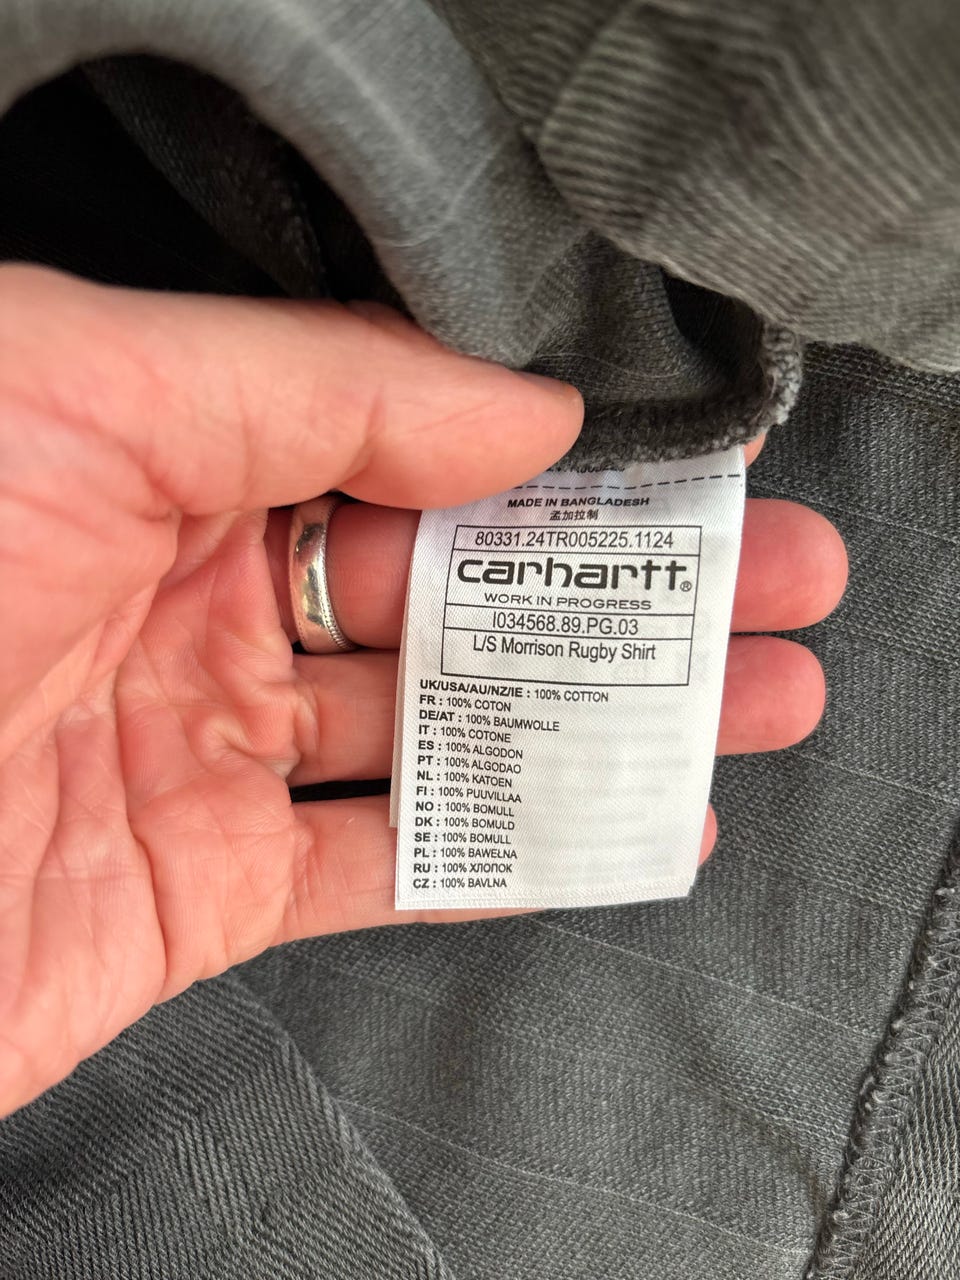 MADE IN BANGLADESH
孟加拉制
80331.24TR005225.1124
carhartt®
WORK IN PROGRESS
I034568.89.PG.03
L/S Morrison Rugby Shirt
UK/USA/AU/NZ/IE : 100% COTTON
FR : 100% COTON
DE/AT : 100% BAUMWOLLE
IT : 100% COTONE
ES : 100% ALGODON
PT : 100% ALGODAO
NL : 100% KATOEN
FI : 100% PUUVILLAA
NO : 100% BOMULL
DK : 100% BOMULD
SE : 100% BOMULL
PL : 100% BAWEŁNA
RU : 100% ХЛОПОК
CZ : 100% BAVLNA